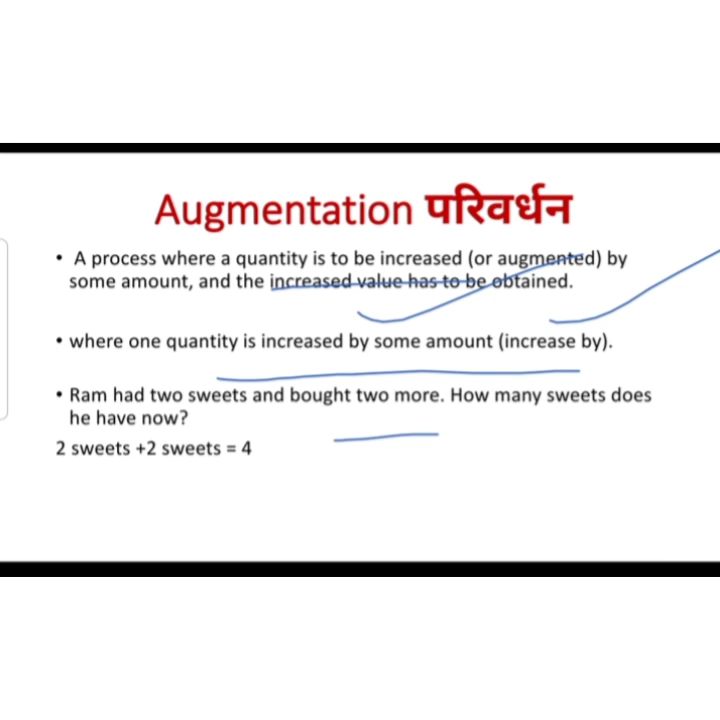 Augmentation परिवर्धन
• A process where a quantity is to be increased (or augmented) by
some amount, and the increased value has to be obtained.
• where one quantity is increased by some amount (increase by).
• Ram had two sweets and bought two more. How many sweets does
he have now?
2 sweets +2 sweets = 4